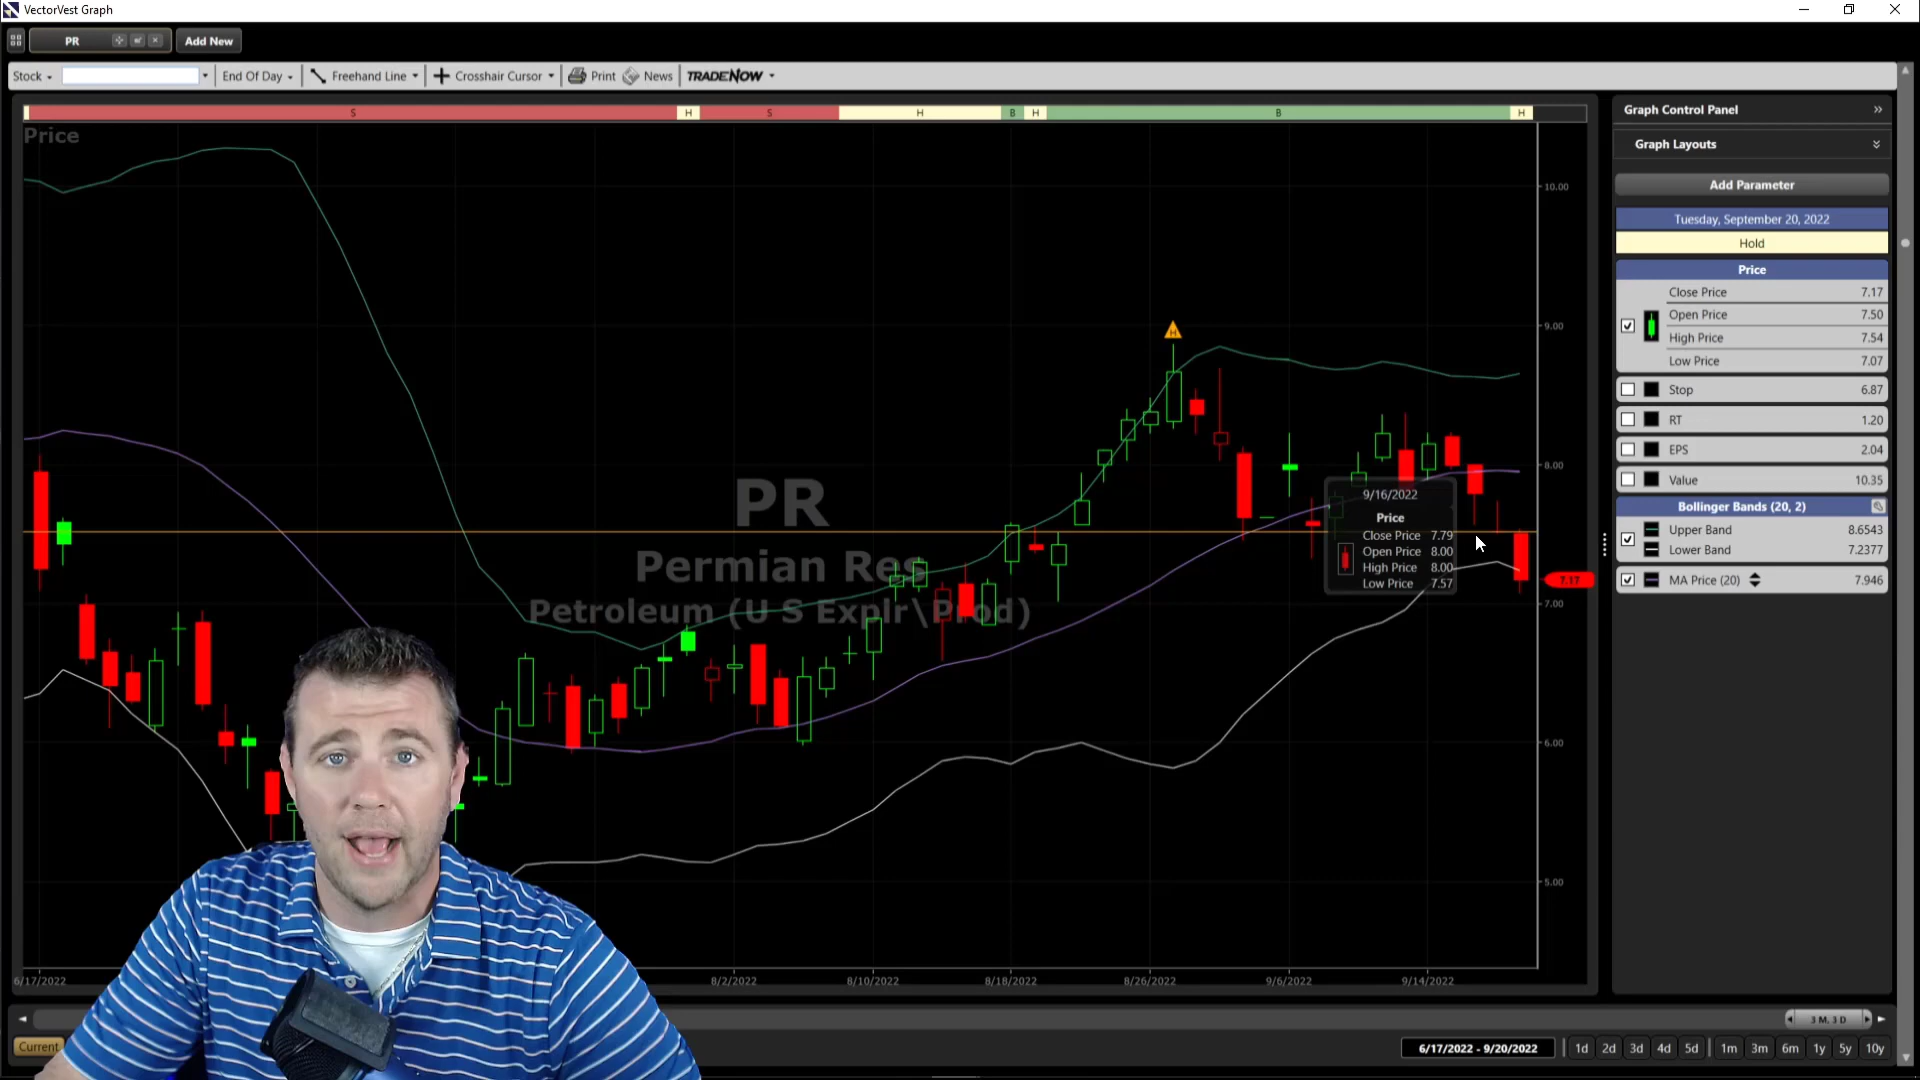 VectorVest Graph
PR
Add New
Stock
End Of Day
Freehand Line
Crosshair Cursor
Print
News
TRADENOW
S H S H B H B H
Price
10.00
9.00
8.00
7.17
7.00
6.00
5.00
H
PR
Permian Res
Petroleum (U S Explr\Prod)
9/16/2022
Price
Close Price 7.79
Open Price 8.00
High Price 8.00
Low Price 7.57
6/17/2022
8/2/2022
8/10/2022
8/18/2022
8/26/2022
9/6/2022
9/14/2022
Graph Control Panel
Graph Layouts
Add Parameter
Tuesday, September 20, 2022
Hold
Price
Close Price 7.17
Open Price 7.50
High Price 7.54
Low Price 7.07
Stop 6.87
RT 1.20
EPS 2.04
Value 10.35
Bollinger Bands (20, 2)
Upper Band 8.6543
Lower Band 7.2377
MA Price (20) 7.946
3 M, 3 D
Current
6/17/2022 - 9/20/2022
1d 2d 3d 4d 5d 1m 3m 6m 1y 5y 10y